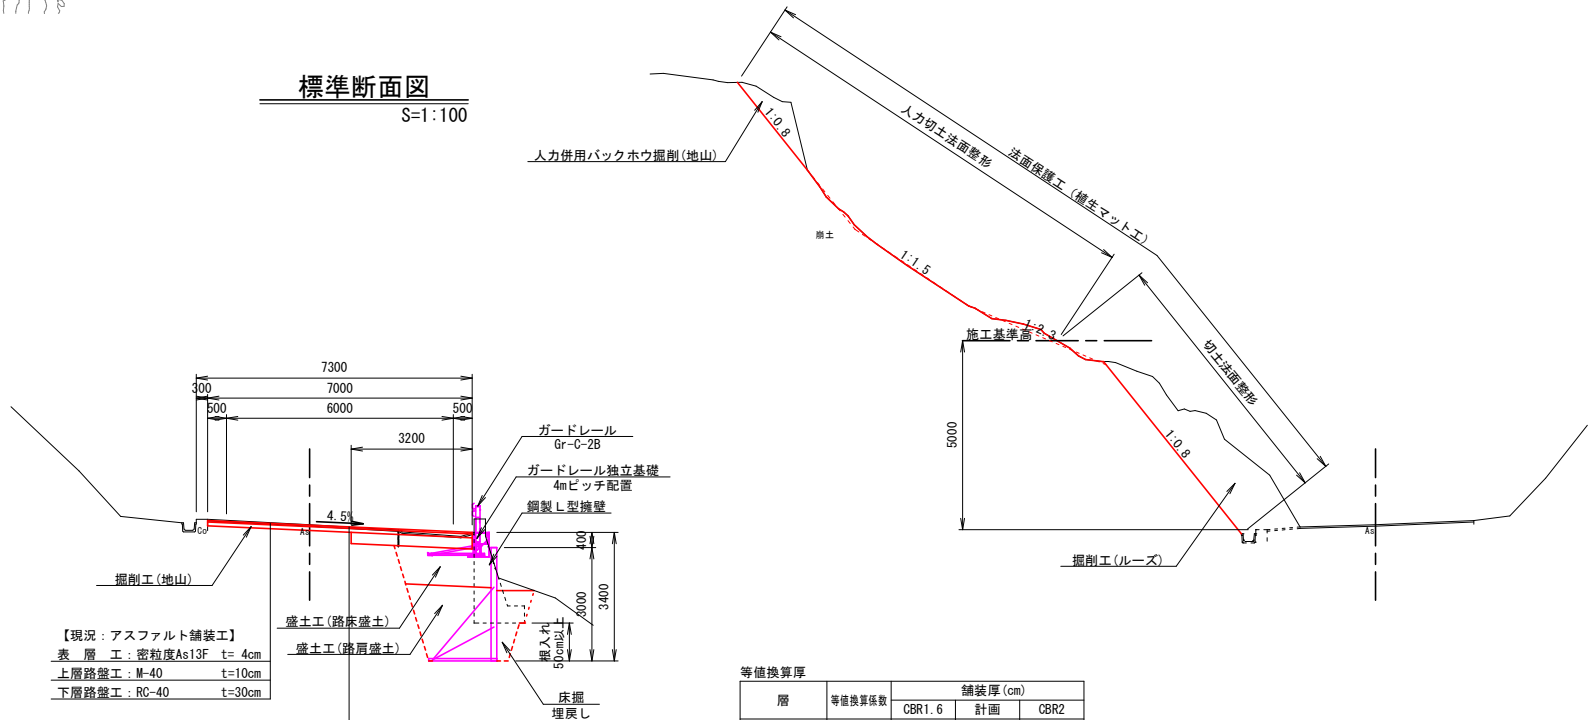 標準断面図
S=1:100
1:0.8
人力併用バックホウ掘削(地山)
人力切土法面整形
法面保護工(植生マット工)
崩土
1:1.5
1:2.3
施工基準高
切土法面整形
5000
1:0.8
掘削工(ルーズ)
As
7300
300
7000
500
6000
500
3200
ガードレール
Gr-C-2B
ガードレール独立基礎
4mピッチ配置
鋼製L型擁壁
4.5%
Co
As
400
3000
3400
掘削工(地山)
盛土工(路床盛土)
盛土工(路肩盛土)
根入れ
50cm以上
床掘
埋戻し
【現況:アスファルト舗装工】
表 層 工:密粒度As13F t= 4cm
上層路盤工:M-40 t=10cm
下層路盤工:RC-40 t=30cm
等値換算厚
層 等値換算係数 舗装厚(cm)
CBR1.6 計画 CBR2